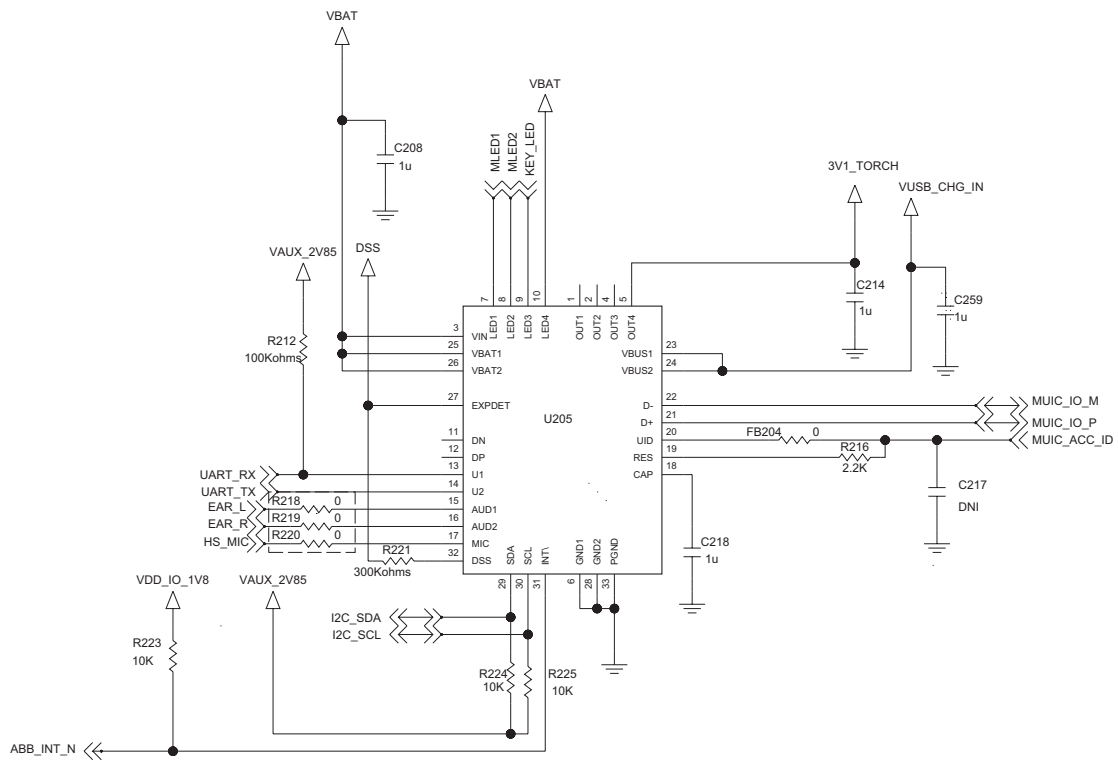 VBAT
VBAT
C208
1u
MLED1
MLED2
KEY_LED
3V1_TORCH
VUSB_CHG_IN
VAUX_2V85
DSS
C214
1u
C259
1u
7
8
9
10
1
2
4
5
LED1
LED2
LED3
LED4
OUT1
OUT2
OUT3
OUT4
R212
100Kohms
3
VIN
25
VBAT1
26
VBAT2
27
EXPDET
11
DN
12
DP
13
U1
14
U2
15
AUD1
16
AUD2
17
MIC
32
DSS
U205
VBUS1
23
VBUS2
24
D-
22
D+
21
UID
20
RES
19
CAP
18
MUIC_IO_M
MUIC_IO_P
MUIC_ACC_ID
FB204
0
R216
2.2K
C217
DNI
C218
1u
UART_RX
UART_TX
EAR_L
EAR_R
HS_MIC
R218
0
R219
0
R220
0
R221
300Kohms
SDA
SCL
INT\
GND1
GND2
PGND
29
30
31
6
28
33
VDD_IO_1V8
VAUX_2V85
I2C_SDA
I2C_SCL
R223
10K
R224
10K
R225
10K
ABB_INT_N